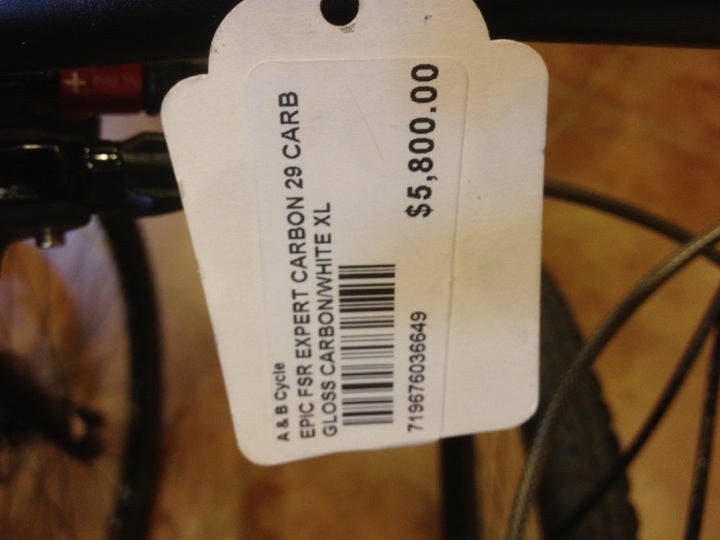 A & B Cycle
EPIC FSR EXPERT CARBON 29 CARB
GLOSS CARBON/WHITE XL
719676036649
$5,800.00